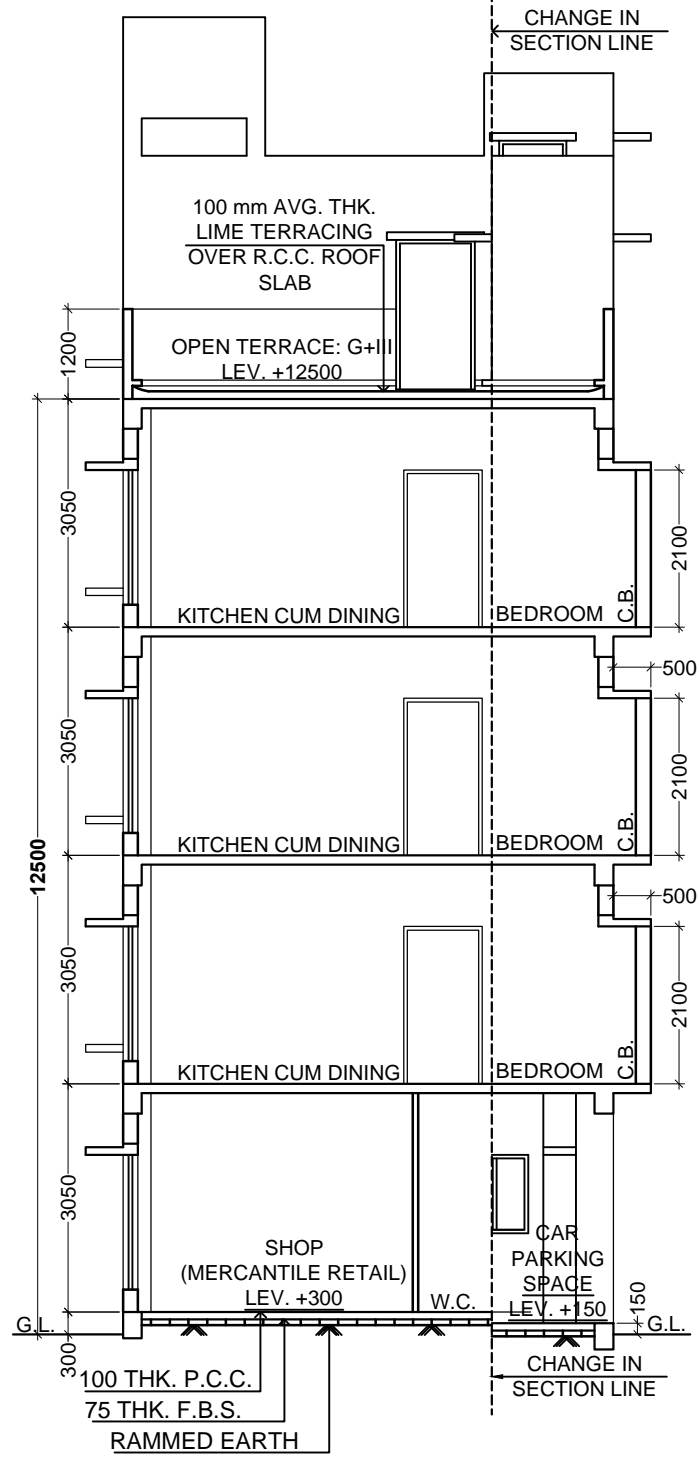 CHANGE IN
SECTION LINE
100 mm AVG. THK.
LIME TERRACING
OVER R.C.C. ROOF
SLAB
1200
OPEN TERRACE: G+III
LEV. +12500
3050
2100
KITCHEN CUM DINING
BEDROOM
C.B.
500
3050
2100
KITCHEN CUM DINING
BEDROOM
C.B.
12500
500
3050
2100
KITCHEN CUM DINING
BEDROOM
C.B.
3050
SHOP
(MERCANTILE RETAIL)
LEV. +300
W.C.
CAR
PARKING
SPACE
LEV. +150
150
G.L.
G.L.
300
100 THK. P.C.C.
75 THK. F.B.S.
RAMMED EARTH
CHANGE IN
SECTION LINE